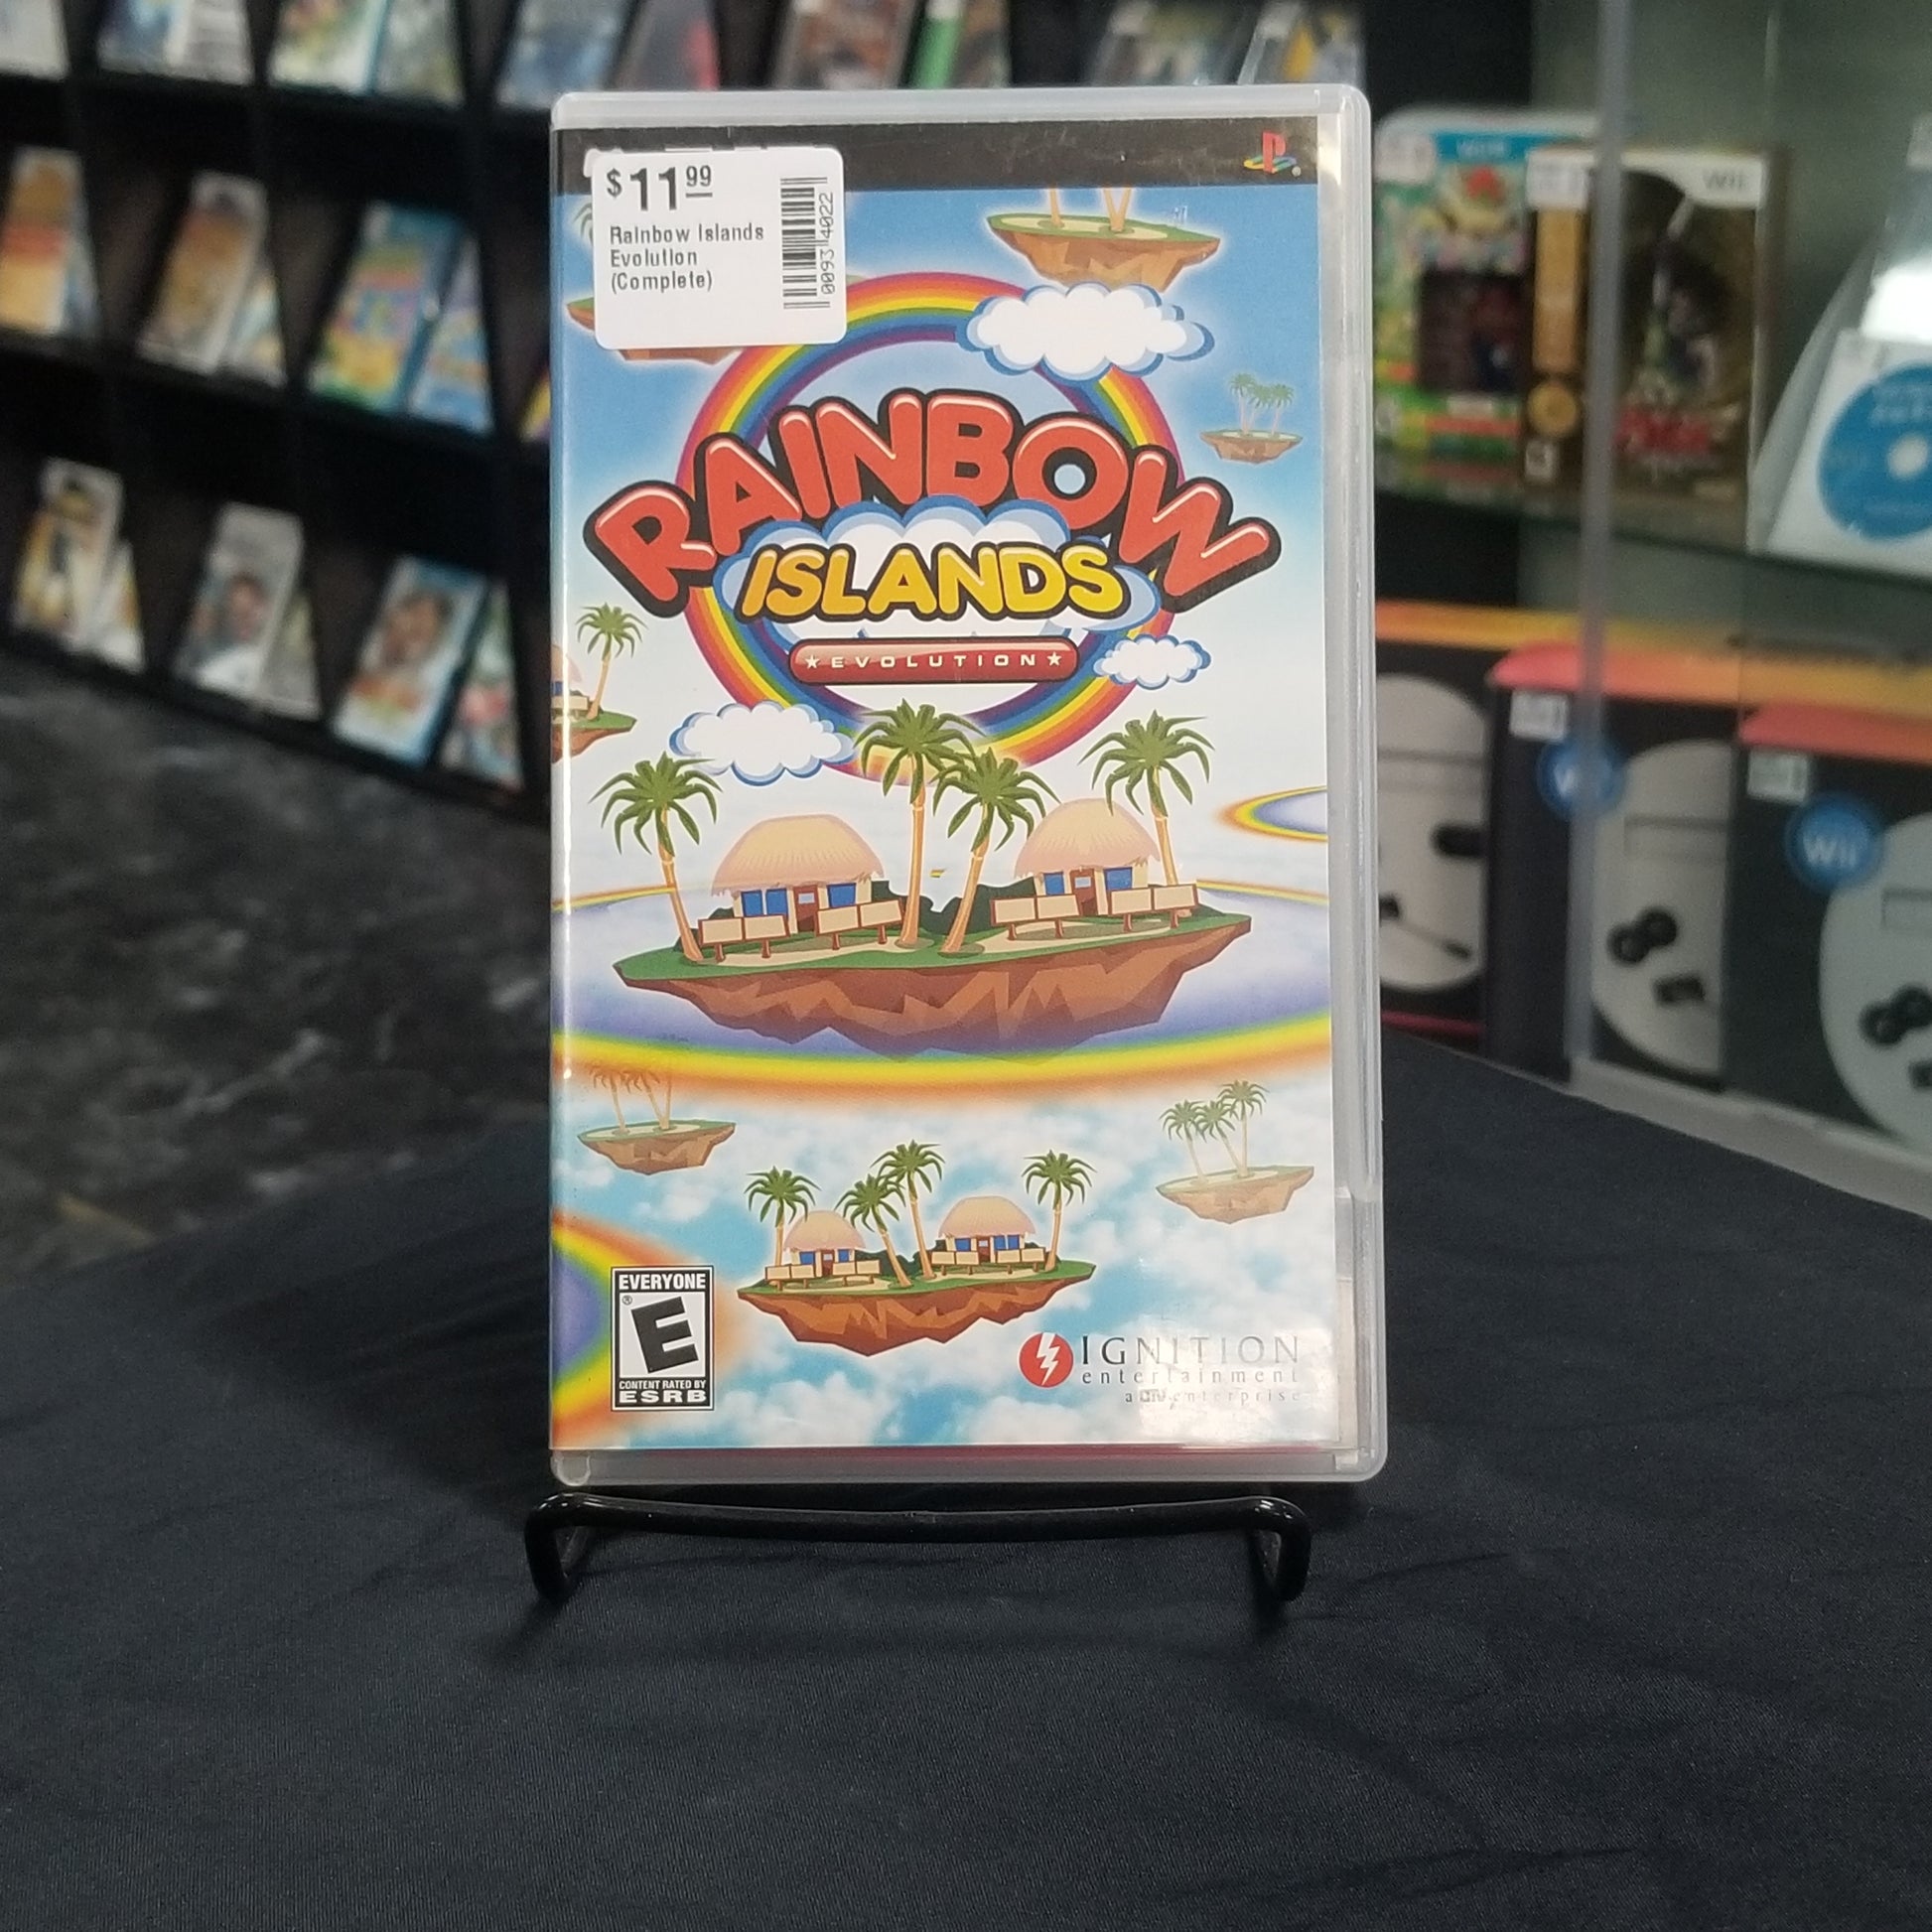 $11.99
Rainbow Islands
Evolution
(Complete)
0093 4022
RAINBOW
ISLANDS
★EVOLUTION★
EVERYONE
E
®
CONTENT RATED BY
ESRB
IGNITION
entertainment
enterprise
Wii
Wii